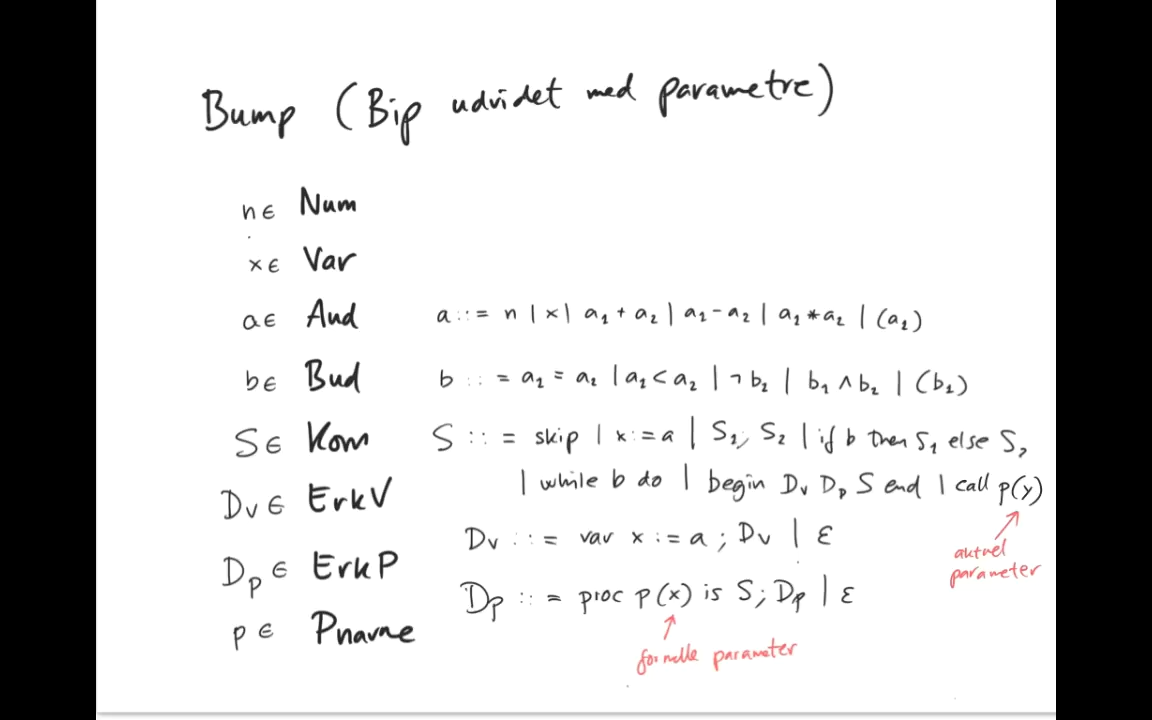 Bump (Bip udvidet med parametre)
n ∈ Num
x ∈ Var
a ∈ Aud a ::= n | x | a₁ + a₂ | a₁ - a₂ | a₁ * a₂ | (a₁)
b ∈ Bud b ::= a₁ = a₂ | a₁ < a₂ | ¬ b₁ | b₁ ∧ b₂ | (b₁)
S ∈ Kom S ::= skip | x := a | S₁; S₂ | if b then S₁ else S₂
| while b do | begin Dv Dp S end | call p(y)
Dv ∈ ErkV Dv ::= var x := a ; Dv | ε
aktuel
parameter
Dp ∈ ErkP Dp ::= proc p(x) is S; Dp | ε
p ∈ Pnavne
formelle parameter